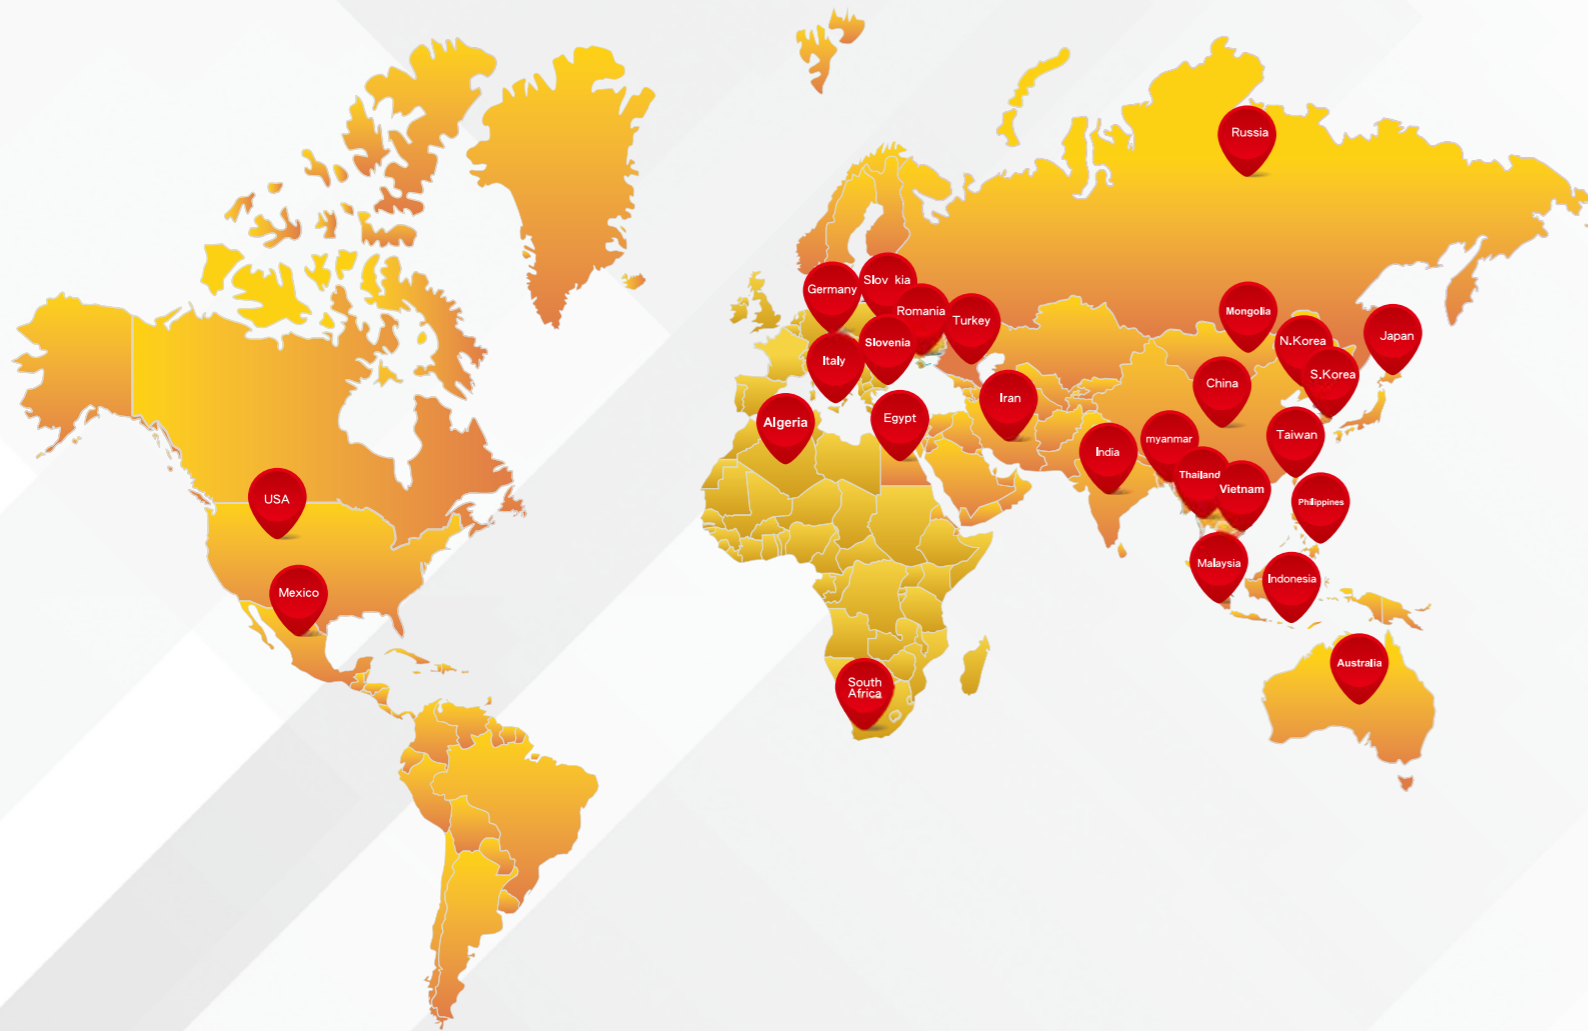 Russia
Slov kia
Germany
Romania
Turkey
Slovenia
Italy
Mongolia
N.Korea
Japan
S.Korea
China
Iran
Algeria
Egypt
India
myanmar
Taiwan
Thailand
Vietnam
Philippines
USA
Mexico
Malaysia
Indonesia
Australia
South
Africa